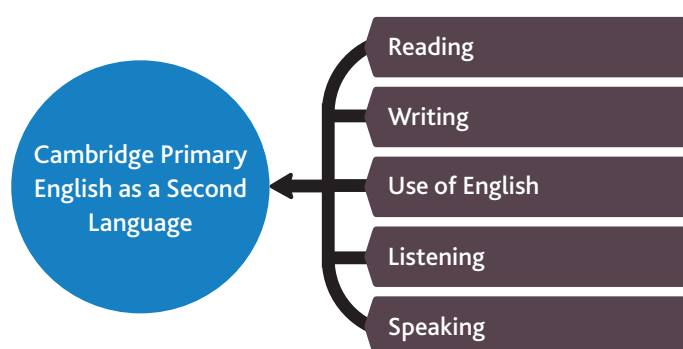 Cambridge Primary
English as a Second
Language
Reading
Writing
Use of English
Listening
Speaking